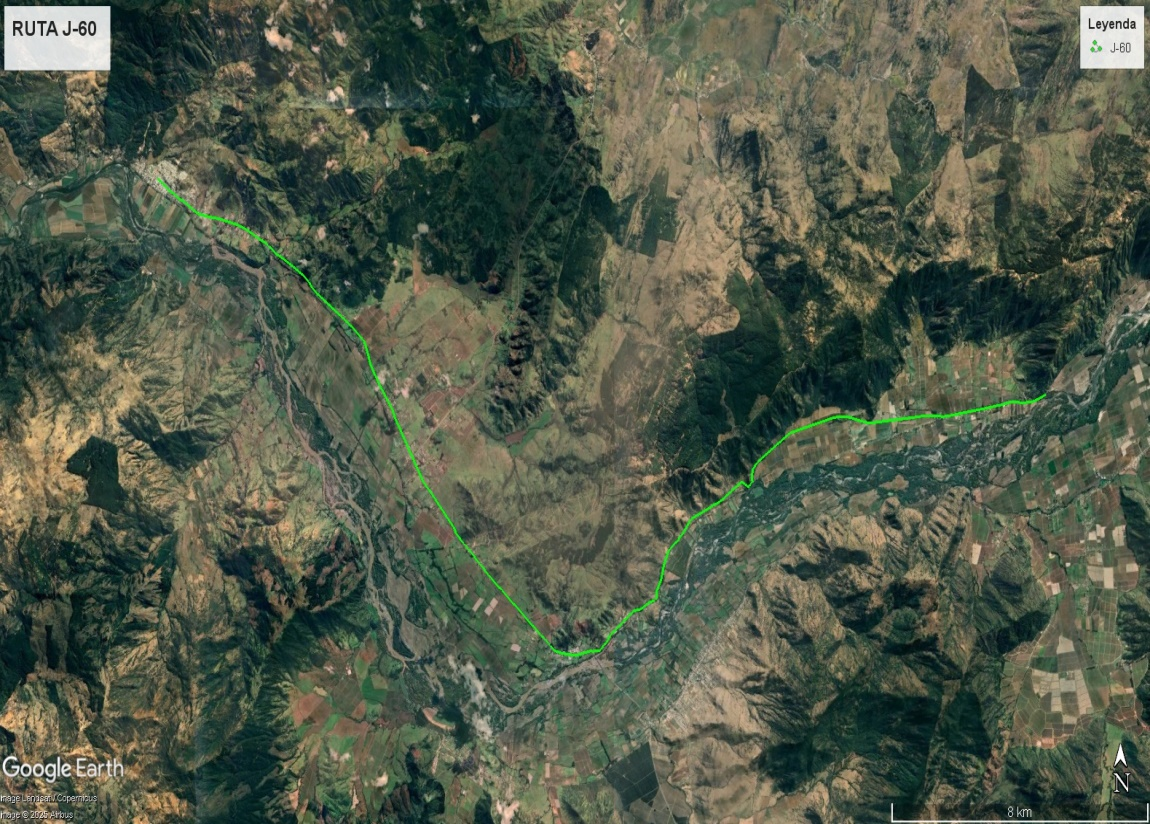 RUTA J-60
Leyenda
J-60
Google Earth
Image Landsat / Copernicus
Image © 2025 Airbus
N
8 km